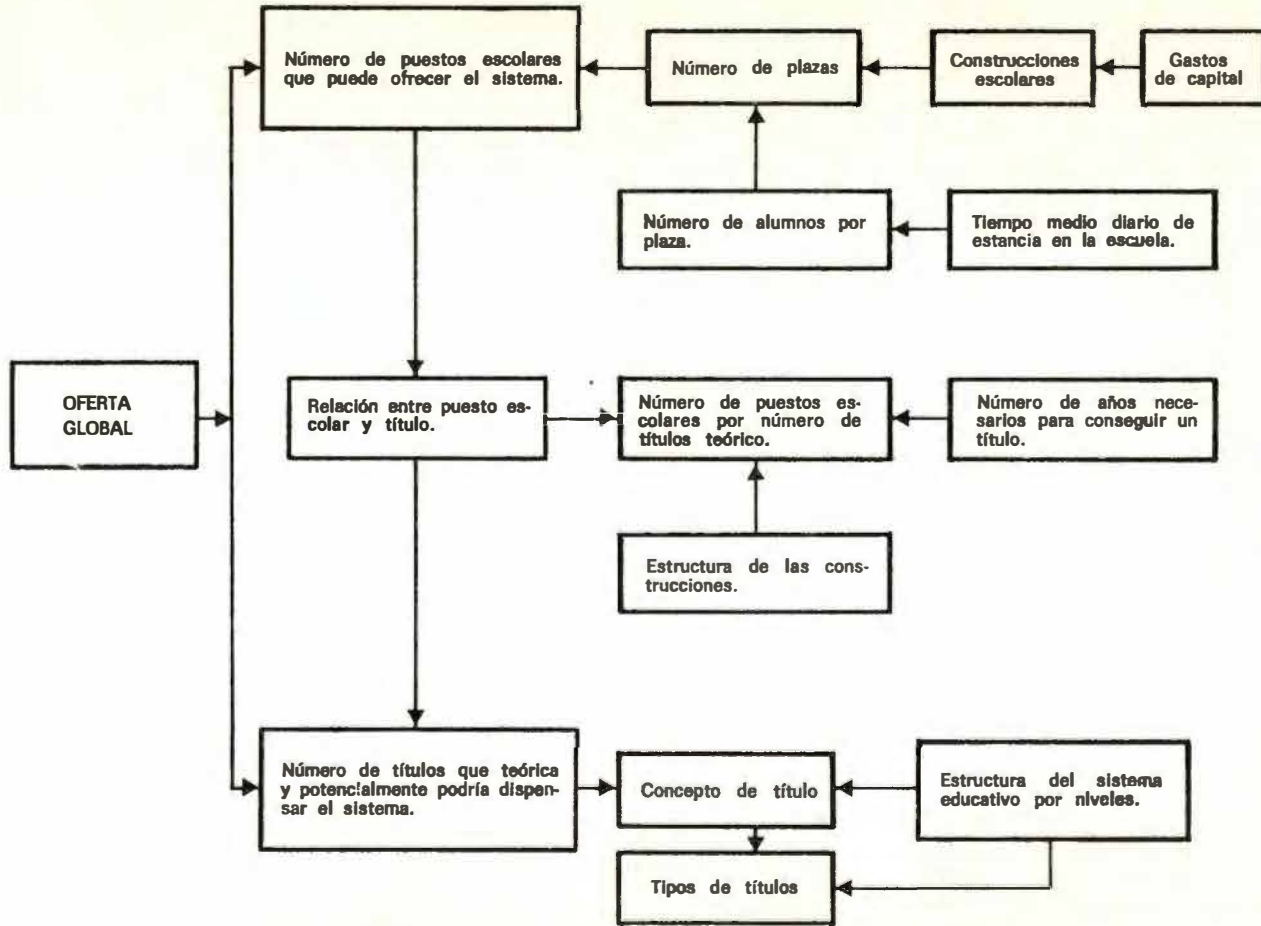 Número de puestos escolares
que puede ofrecer el sistema.
Número de plazas
Construcciones
escolares
Gastos
de capital
Número de alumnos por
plaza.
Tiempo medio diario de
estancia en la escuela.
OFERTA
GLOBAL
Relación entre puesto es-
colar y título.
Número de puestos es-
colares por número de
títulos teórico.
Número de años nece-
sarios para conseguir un
título.
Estructura de las cons-
trucciones.
Número de títulos que teórica
y potencialmente podría dispen-
sar el sistema.
Concepto de título
Estructura del sistema
educativo por niveles.
Tipos de títulos